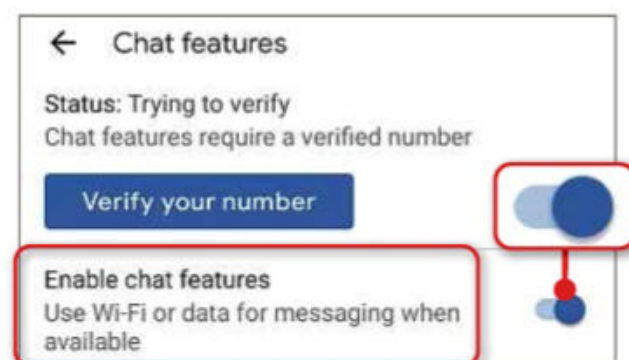 Chat features
Status: Trying to verify
Chat features require a verified number
Verify your number
Enable chat features
Use Wi-Fi or data for messaging when
available